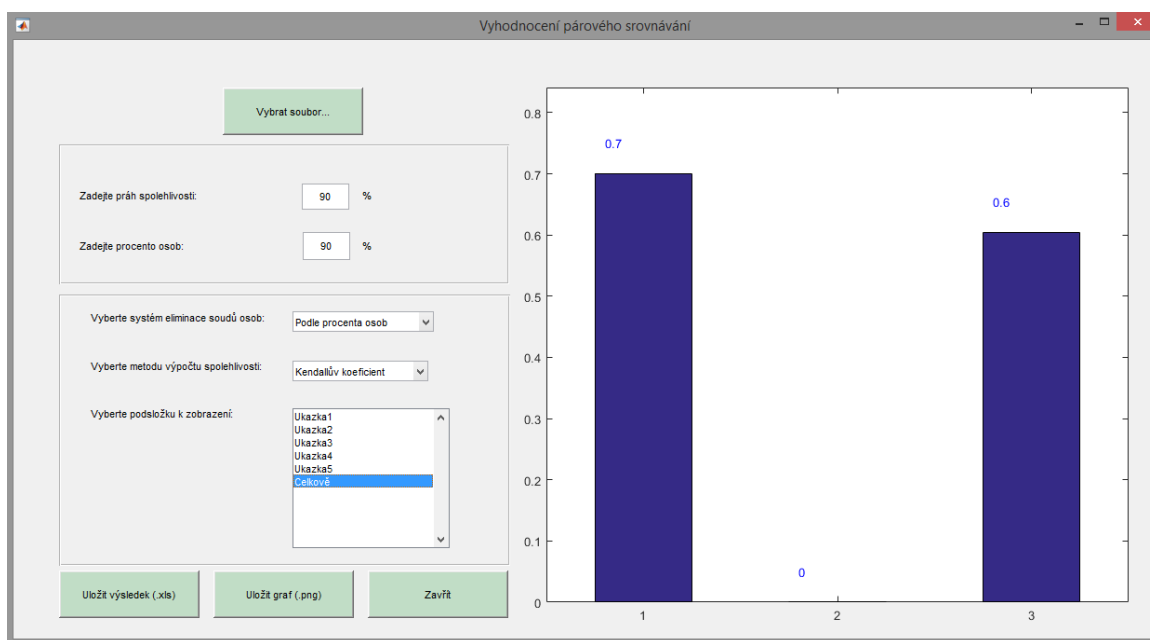 Vyhodnocení párového srovnávání
Vybrat soubor...
Zadejte práh spolehlivosti:
90
%
Zadejte procento osob:
90
%
Vyberte systém eliminace soudů osob:
Podle procenta osob
Vyberte metodu výpočtu spolehlivosti:
Kendallův koeficient
Vyberte podsložku k zobrazení:
Ukazka1
Ukazka2
Ukazka3
Ukazka4
Ukazka5
Celkově
Uložit výsledek (.xls)
Uložit graf (.png)
Zavřít
0.8
0.7
0.6
0.5
0.4
0.3
0.2
0.1
0
0.7
0
0.6
1
2
3